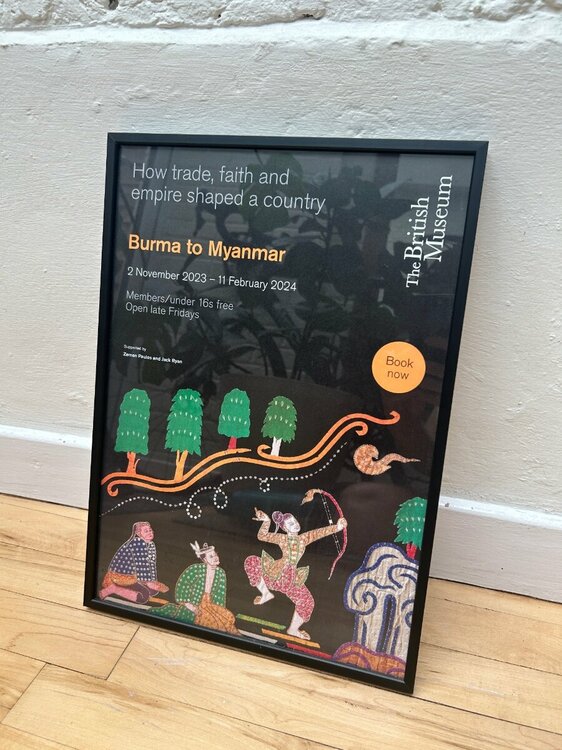 How trade, faith and
empire shaped a country
The British
Museum
Burma to Myanmar
2 November 2023 – 11 February 2024
Members/under 16s free
Open late Fridays
Supported by
Zemen Paulos and Jack Ryan
Book
now